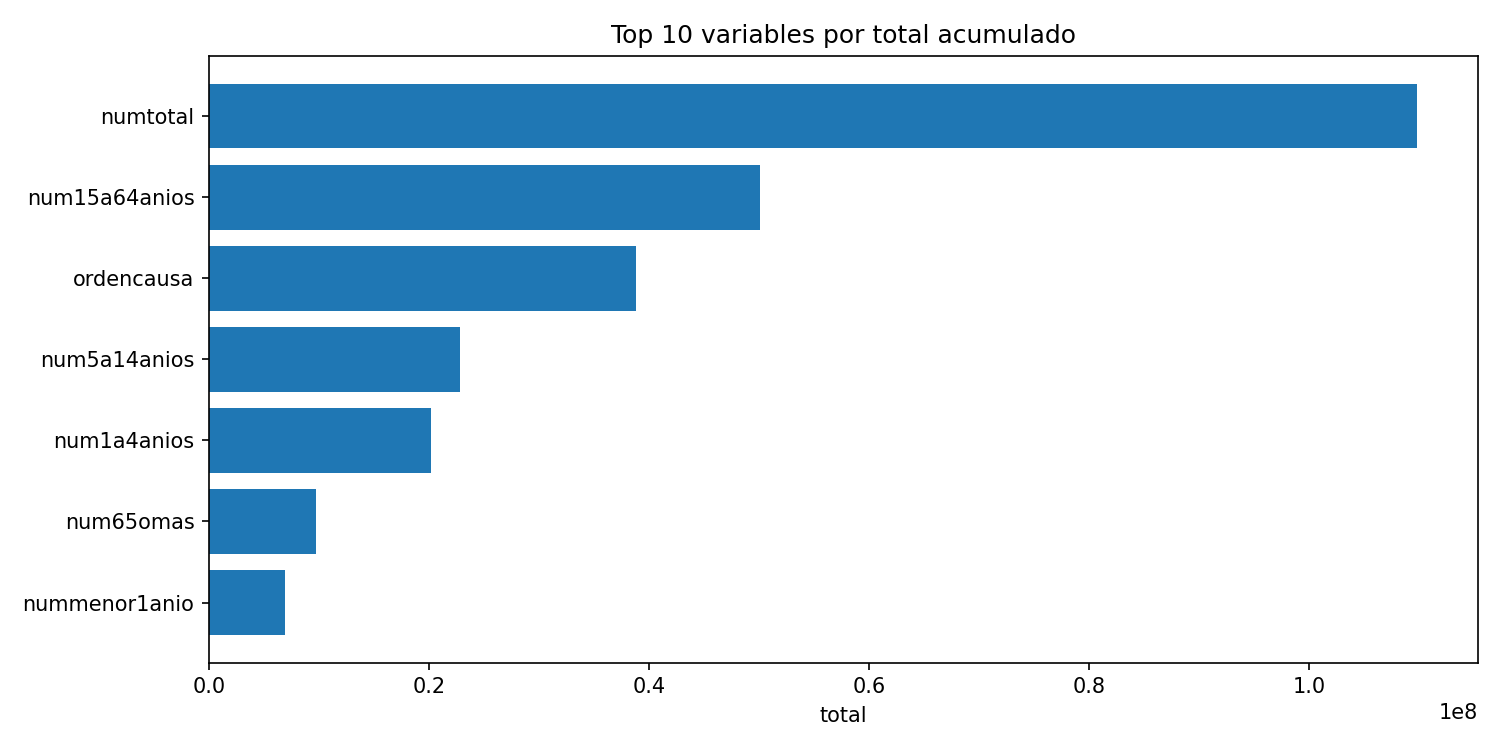 Top 10 variables por total acumulado
numtotal
num15a64anios
ordencausa
num5a14anios
num1a4anios
num65omas
nummenor1anio
0.0 0.2 0.4 0.6 0.8 1.0
total
1e8